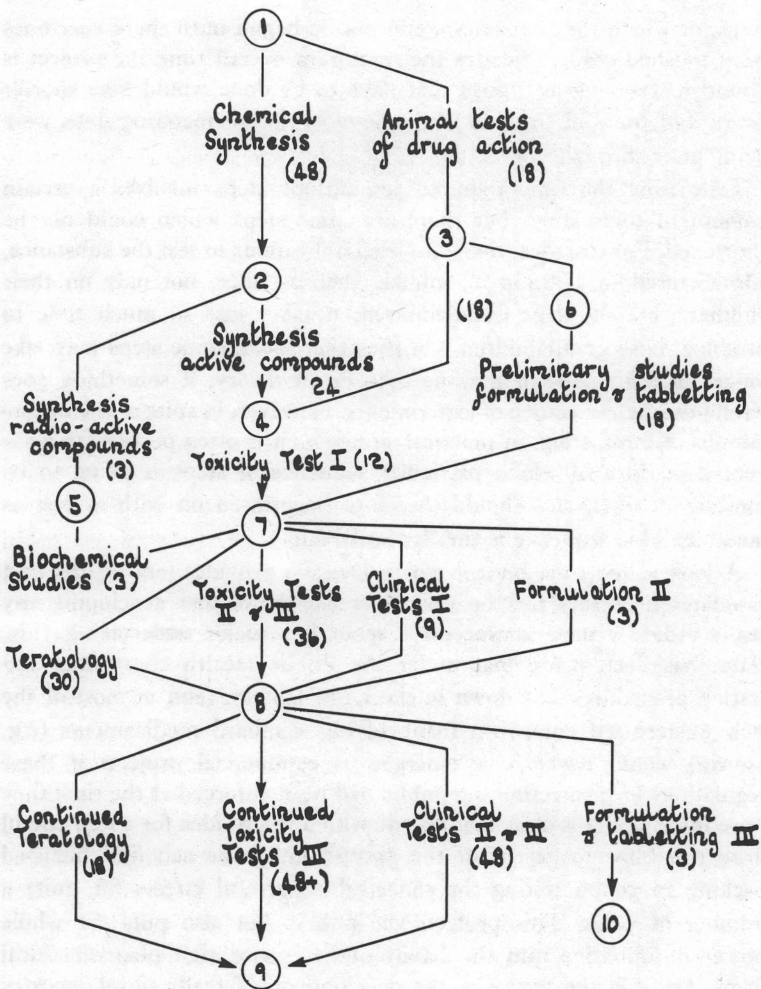 1
Chemical
Synthesis
(48)
Animal tests
of drug action
(18)
3
2
(18)
6
Synthesis
active compounds
24
Preliminary studies
formulation & tabletting
(18)
Synthesis
radio-active
compounds
(3)
4
Toxicity Test I (12)
5
7
Biochemical
Studies (3)
Toxicity Tests
II & III
(36)
Clinical
Tests I
(9)
Formulation II
(3)
Teratology
(30)
8
Continued
Teratology
(18)
Continued
Toxicity
Tests III
(48+)
Clinical
Tests II & III
(48)
Formulation
& tabletting III
(3)
10
9